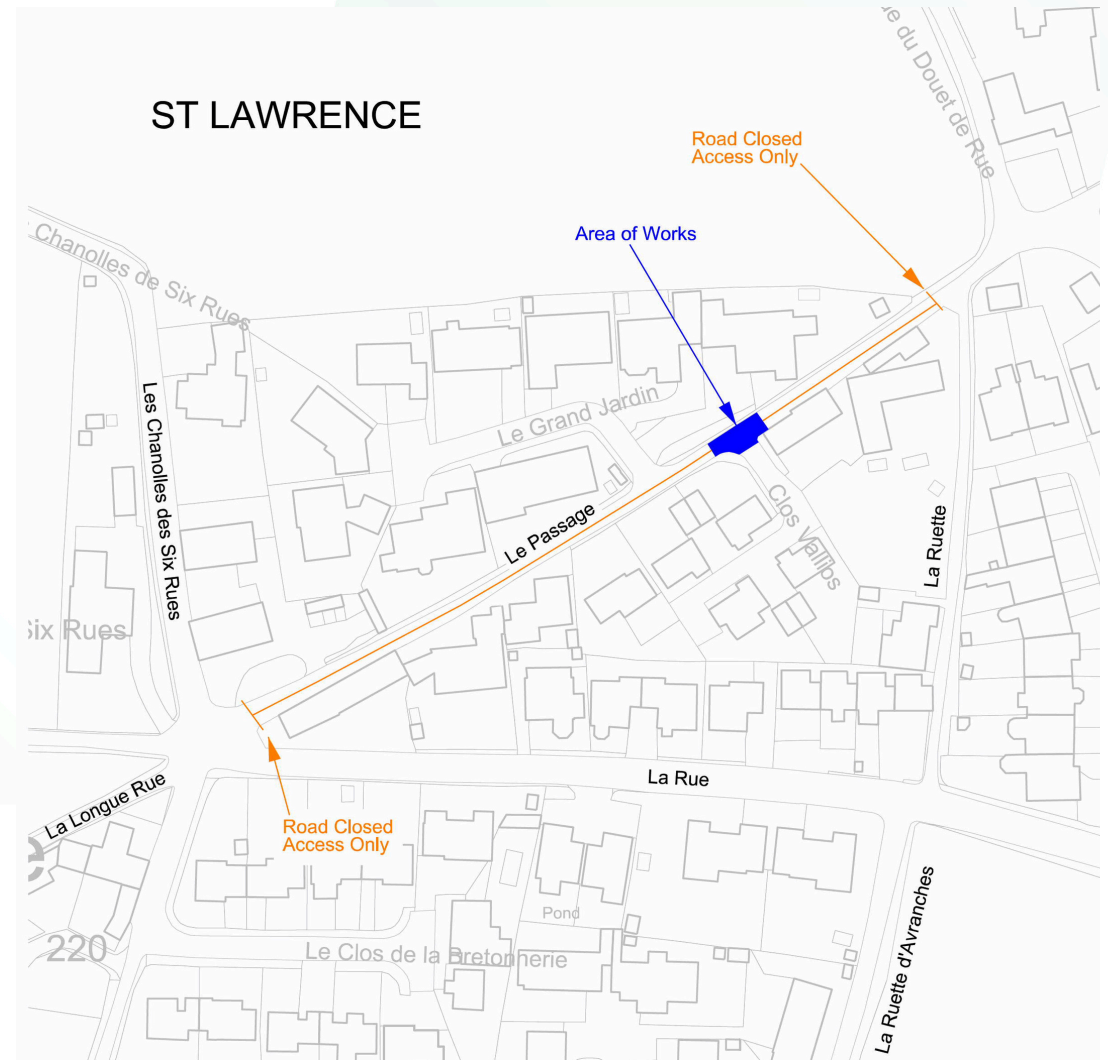 ST LAWRENCE
Rue du Douet de Rue
Road Closed
Access Only
Area of Works
Chanolles de Six Rues
Les Chanolles des Six Rues
Le Grand Jardin
Le Passage
Clos Vallios
La Ruette
Six Rues
La Rue
La Longue Rue
Road Closed
Access Only
Pond
220
Le Clos de la Bretonnerie
La Ruette d'Avranches